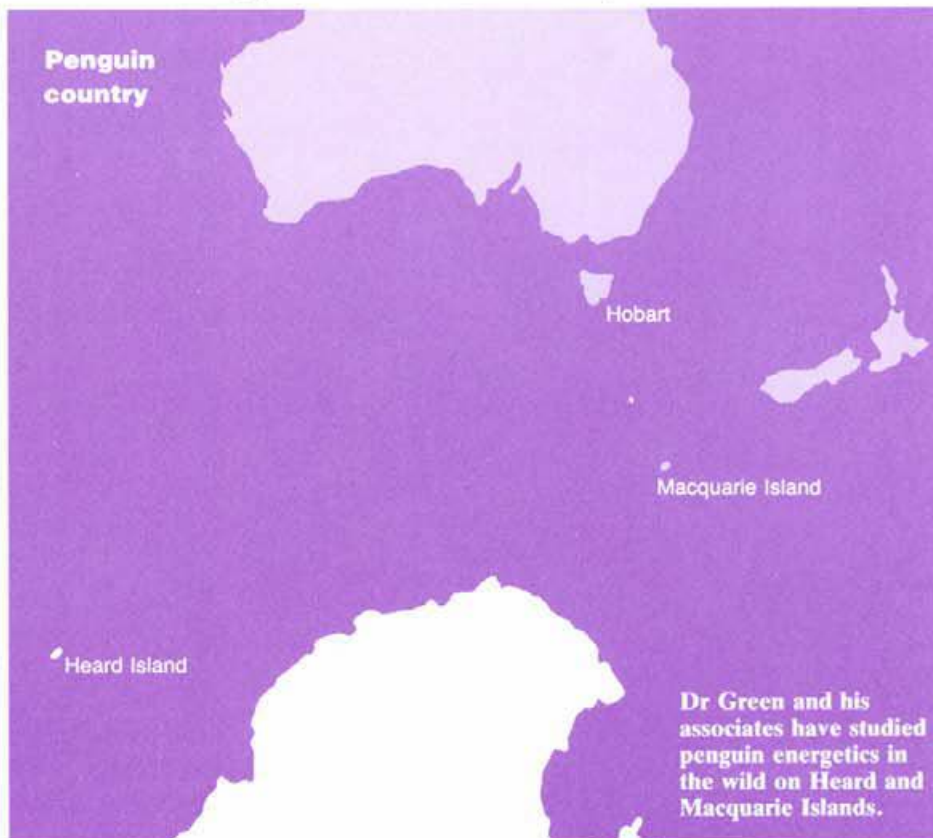 Penguin
country
Hobart
Macquarie Island
Heard Island
Dr Green and his
associates have studied
penguin energetics in
the wild on Heard and
Macquarie Islands.